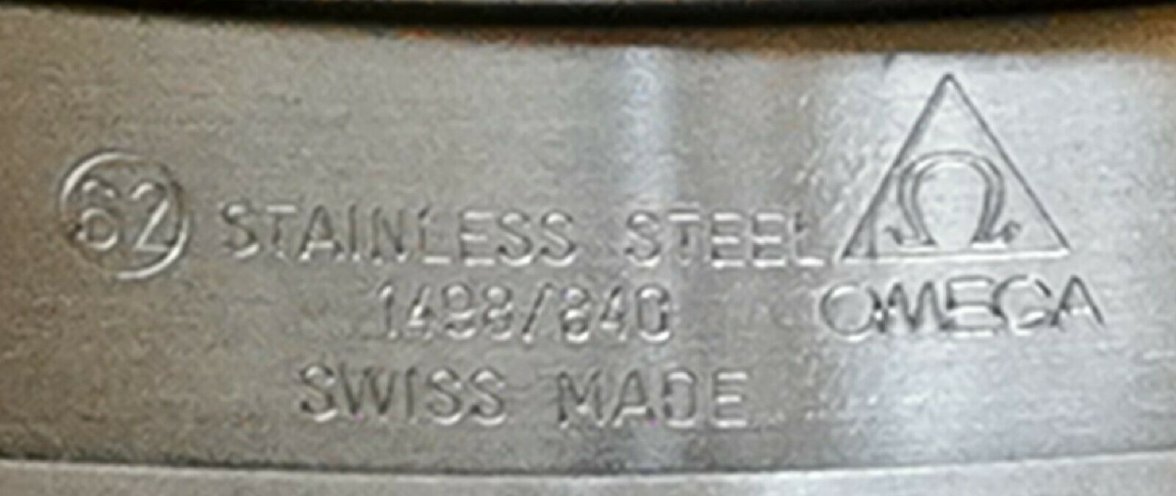 62 STAINLESS STEEL
1498/840
SWISS MADE
Ω
OMEGA